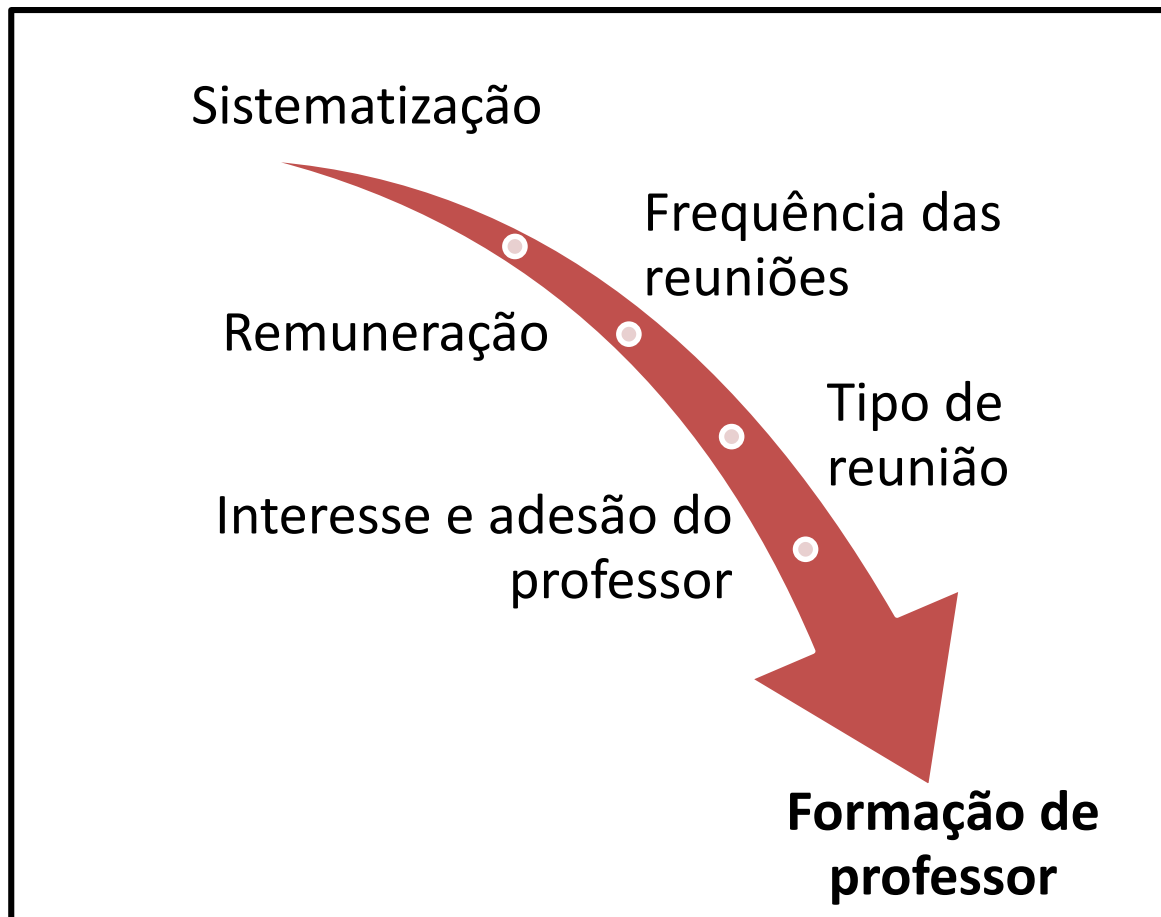 Sistematização
Frequência das
reuniões
Remuneração
Tipo de
reunião
Interesse e adesão do
professor
Formação de
professor